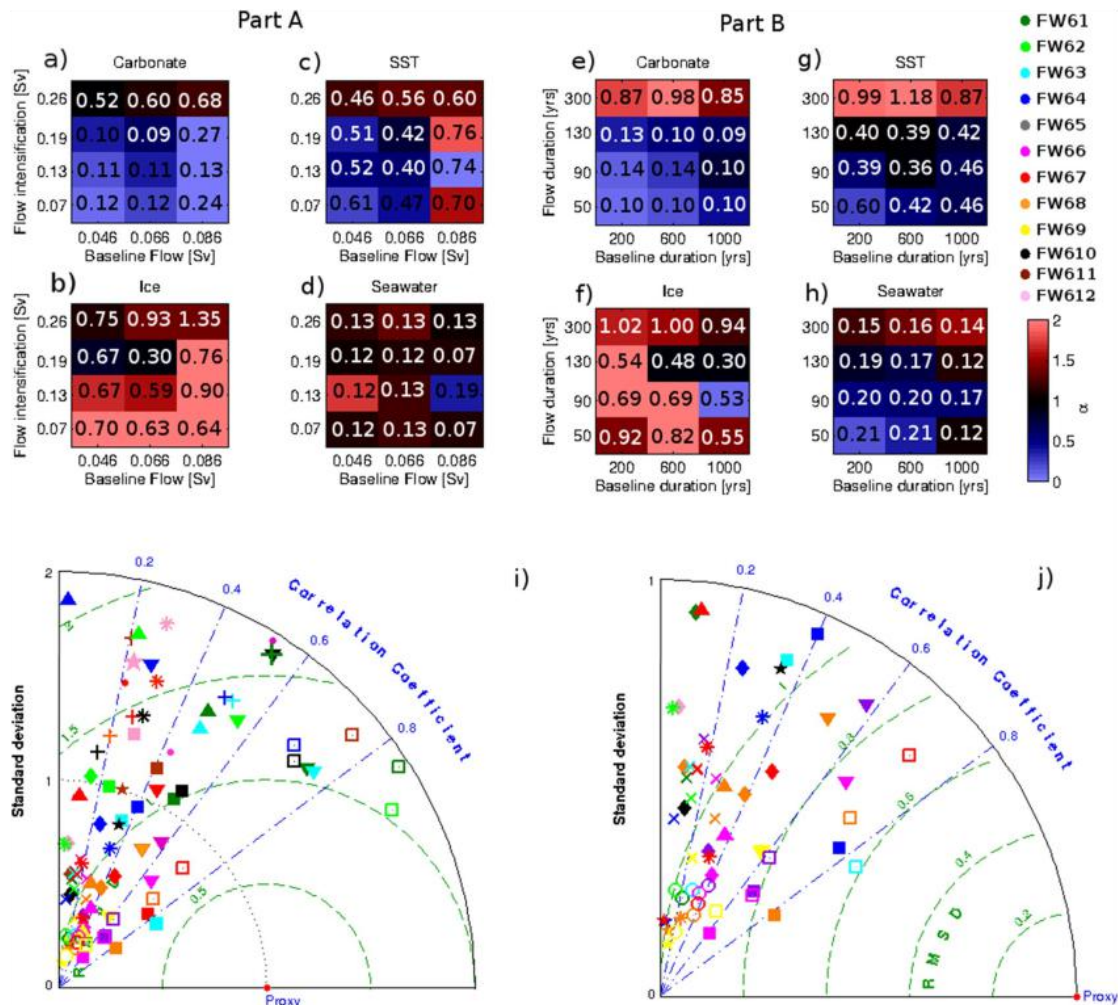 Part A
Part B
a)
Carbonate
Flow intensification [Sv]
0.26
0.19
0.13
0.07
0.52 0.60 0.68
0.10 0.09 0.27
0.11 0.11 0.13
0.12 0.12 0.24
0.046 0.066 0.086
Baseline Flow [Sv]
c)
SST
0.26
0.19
0.13
0.07
0.46 0.56 0.60
0.51 0.42 0.76
0.52 0.40 0.74
0.61 0.47 0.70
0.046 0.066 0.086
Baseline Flow [Sv]
e)
Carbonate
Flow duration [yrs]
300
130
90
50
0.87 0.98 0.85
0.13 0.10 0.09
0.14 0.14 0.10
0.10 0.10 0.10
200 600 1000
Baseline duration [yrs]
g)
SST
300
130
90
50
0.99 1.18 0.87
0.40 0.39 0.42
0.39 0.36 0.46
0.60 0.42 0.46
200 600 1000
Baseline duration [yrs]
b)
Ice
Flow intensification [Sv]
0.26
0.19
0.13
0.07
0.75 0.93 1.35
0.67 0.30 0.76
0.67 0.59 0.90
0.70 0.63 0.64
0.046 0.066 0.086
Baseline Flow [Sv]
d)
Seawater
0.26
0.19
0.13
0.07
0.13 0.13 0.13
0.12 0.12 0.07
0.12 0.13 0.19
0.12 0.13 0.07
0.046 0.066 0.086
Baseline Flow [Sv]
f)
Ice
Flow duration [yrs]
300
130
90
50
1.02 1.00 0.94
0.54 0.48 0.30
0.69 0.69 0.53
0.92 0.82 0.55
200 600 1000
Baseline duration [yrs]
h)
Seawater
300
130
90
50
0.15 0.16 0.14
0.19 0.17 0.12
0.20 0.20 0.17
0.21 0.21 0.12
200 600 1000
Baseline duration [yrs]
FW61
FW62
FW63
FW64
FW65
FW66
FW67
FW68
FW69
FW610
FW611
FW612
2
1.5
1
0.5
0
α
i)
Standard deviation
2
1
0
0.2
0.4
0.6
0.8
Correlation Coefficient
2
1.5
1
0.5
R
Proxy
j)
Standard deviation
1
0
0.2
0.4
0.6
0.8
Correlation Coefficient
1
0.6
0.4
0.2
RMSD
Proxy